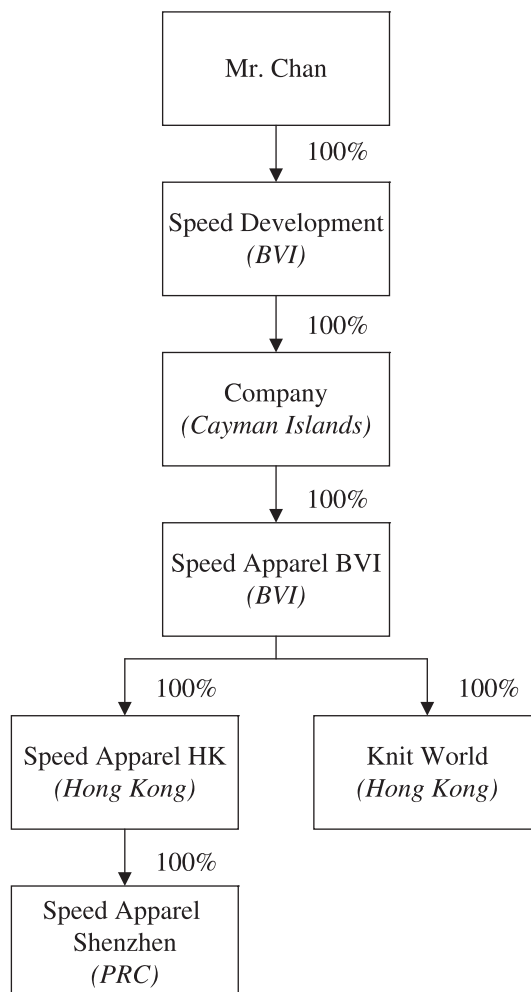 Mr. Chan
100%
Speed Development
(BVI)
100%
Company
(Cayman Islands)
100%
Speed Apparel BVI
(BVI)
100%
100%
Speed Apparel HK
(Hong Kong)
Knit World
(Hong Kong)
100%
Speed Apparel
Shenzhen
(PRC)